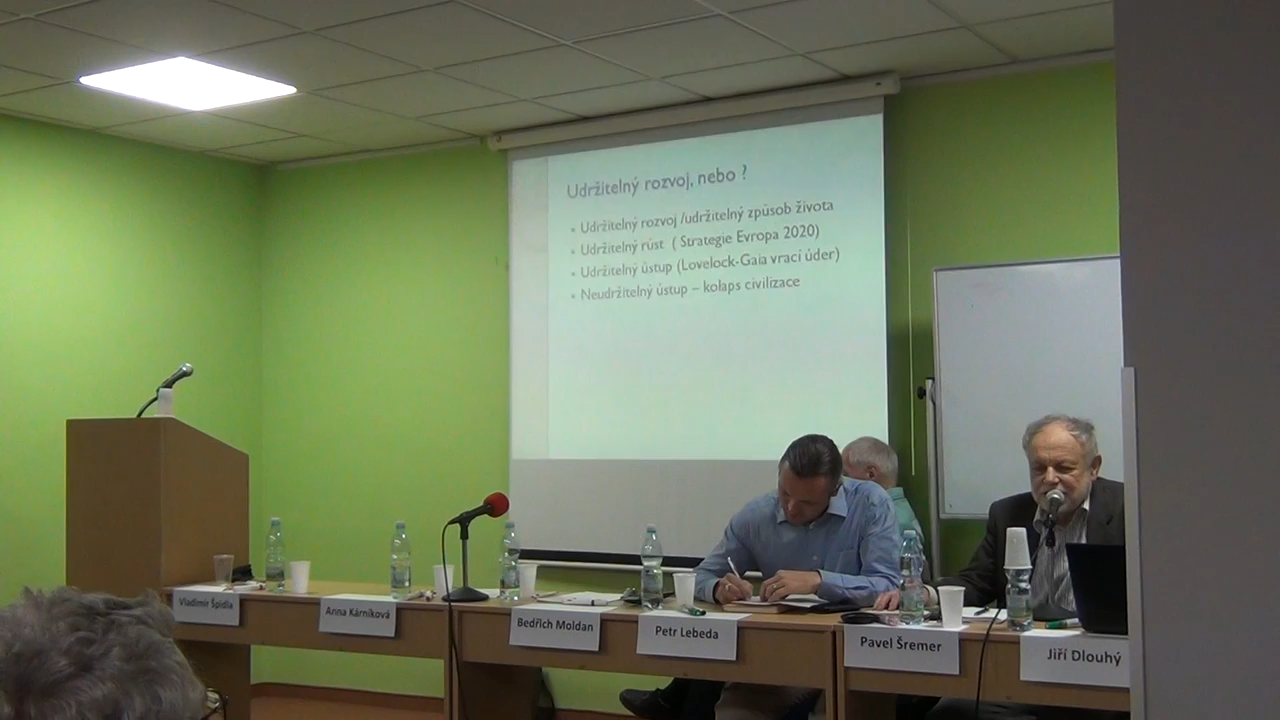 Udržitelný rozvoj, nebo ?
Udržitelný rozvoj /udržitelný způsob života
Udržitelný růst ( Strategie Evropa 2020)
Udržitelný ústup (Lovelock-Gaia vrací úder)
Neudržitelný ústup – kolaps civilizace
Vladimír Špidla
Anna Kárníková
Bedřich Moldan
Petr Lebeda
Pavel Šremer
Jiří Dlouhý